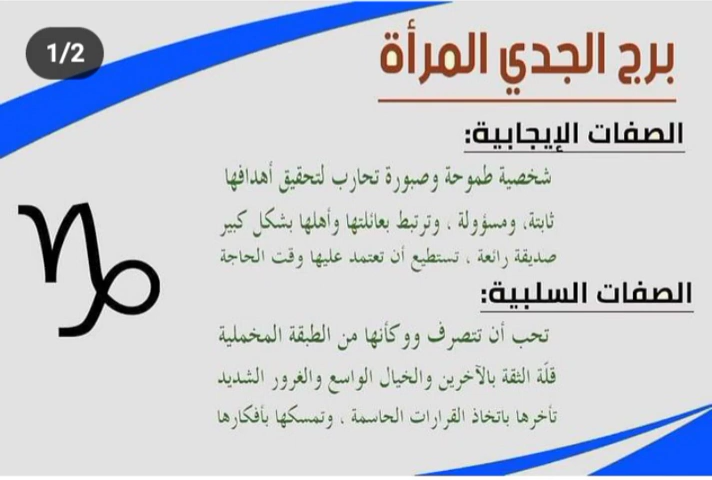 1/2
برج الجدي المرأة
الصفات الإيجابية:
شخصية طموحة وصبورة تحارب لتحقيق أهدافها
ثابتة، ومسؤولة ، وترتبط بعائلتها وأهلها بشكل كبير
صديقة رائعة ، تستطيع أن تعتمد عليها وقت الحاجة
الصفات السلبية:
تحب أن تتصرف ووكأنها من الطبقة المخملية
قلّة الثقة بالآخرين والخيال الواسع والغرور الشديد
تأخرها باتخاذ القرارات الحاسمة ، وتمسكها بأفكارها